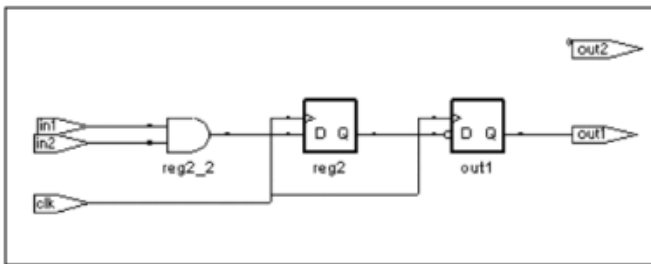 out2
in1
in2
D Q
D Q
out1
reg2_2
reg2
out1
clk